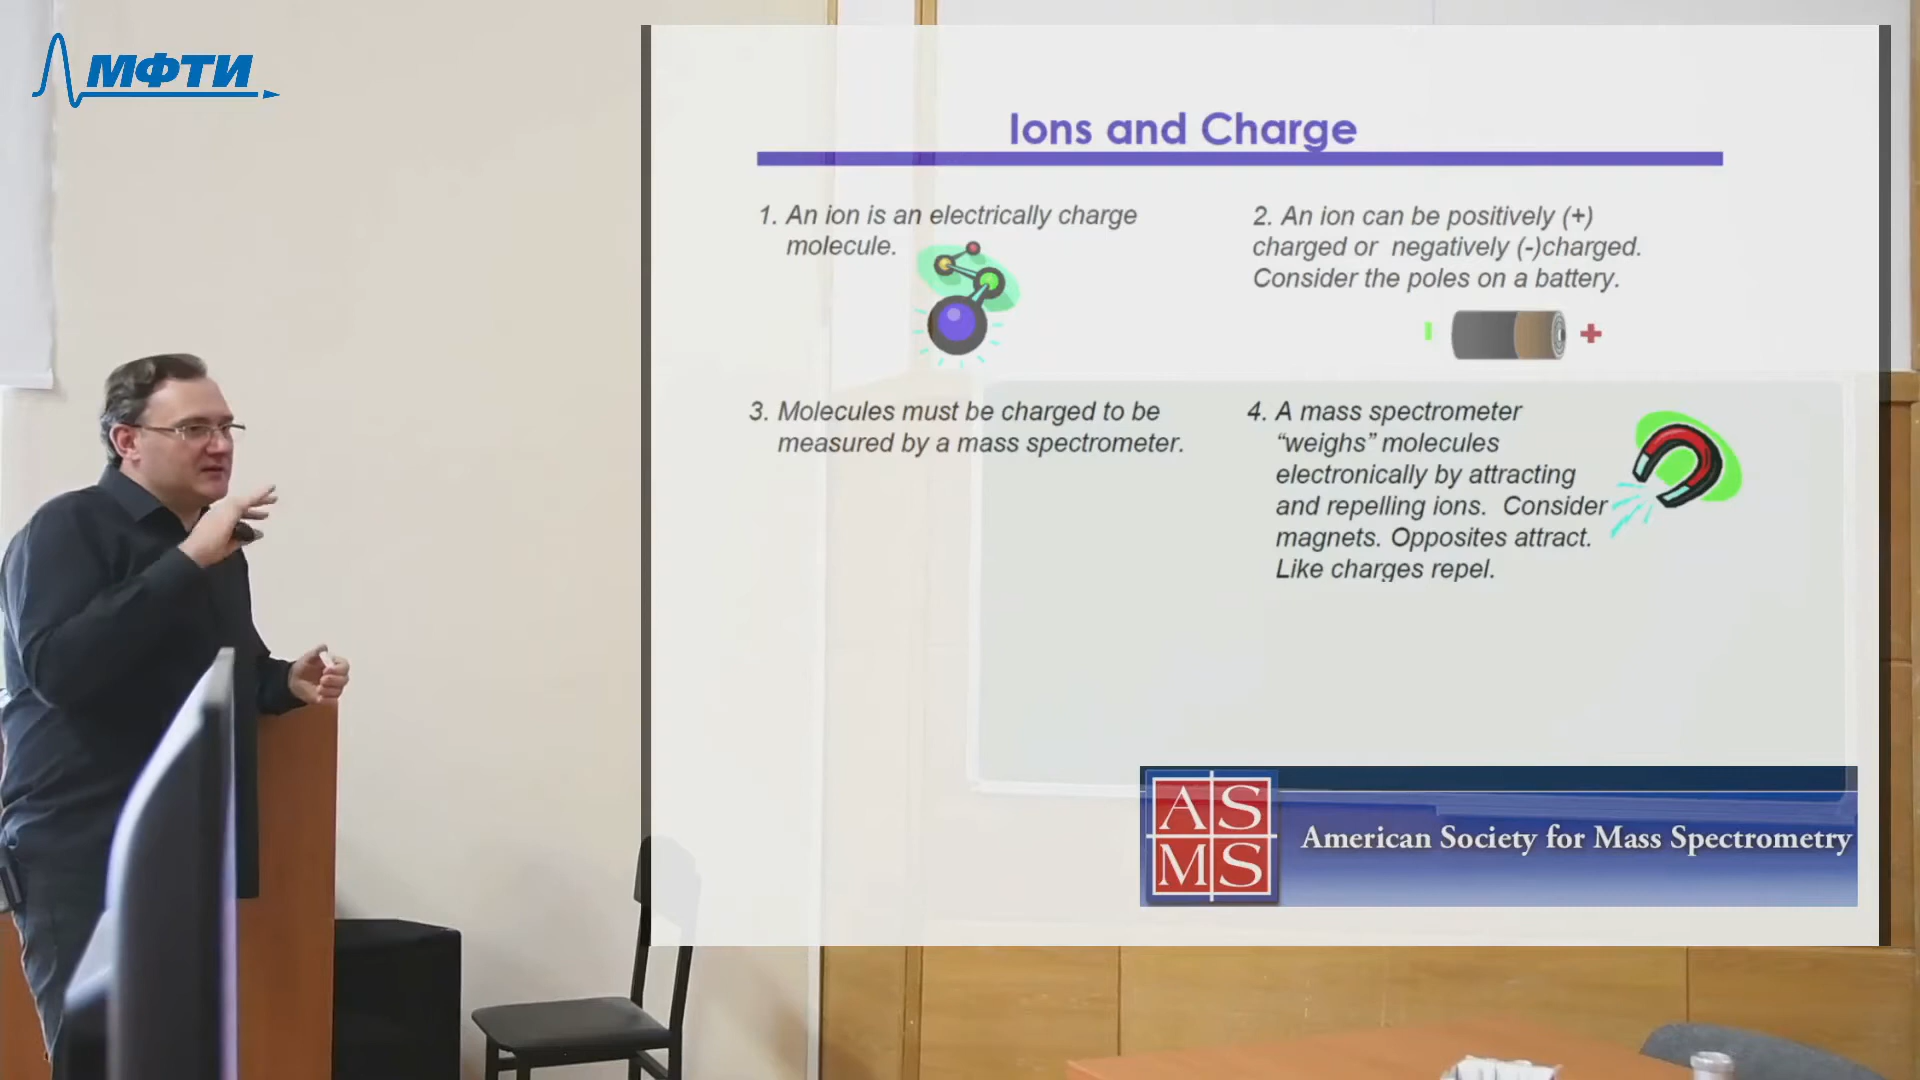 МФТИ
Ions and Charge
1. An ion is an electrically charge
molecule.
2. An ion can be positively (+)
charged or negatively (-)charged.
Consider the poles on a battery.
- +
3. Molecules must be charged to be
measured by a mass spectrometer.
4. A mass spectrometer
“weighs” molecules
electronically by attracting
and repelling ions. Consider
magnets. Opposites attract.
Like charges repel.
AS
MS
American Society for Mass Spectrometry